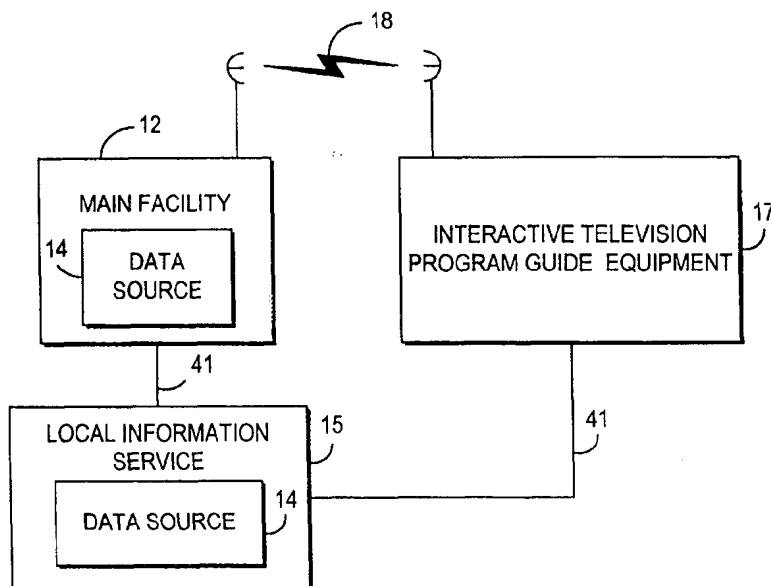 18
12
MAIN FACILITY
14
DATA
SOURCE
17
INTERACTIVE TELEVISION
PROGRAM GUIDE EQUIPMENT
41
LOCAL INFORMATION
SERVICE
15
41
DATA SOURCE
14